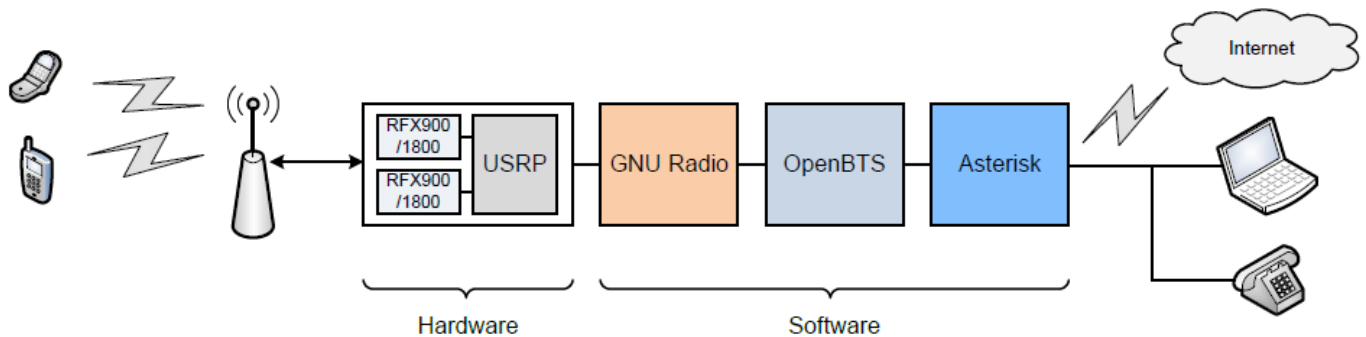 Internet
RFX900
/1800
RFX900
/1800
USRP
GNU Radio
OpenBTS
Asterisk
Hardware
Software